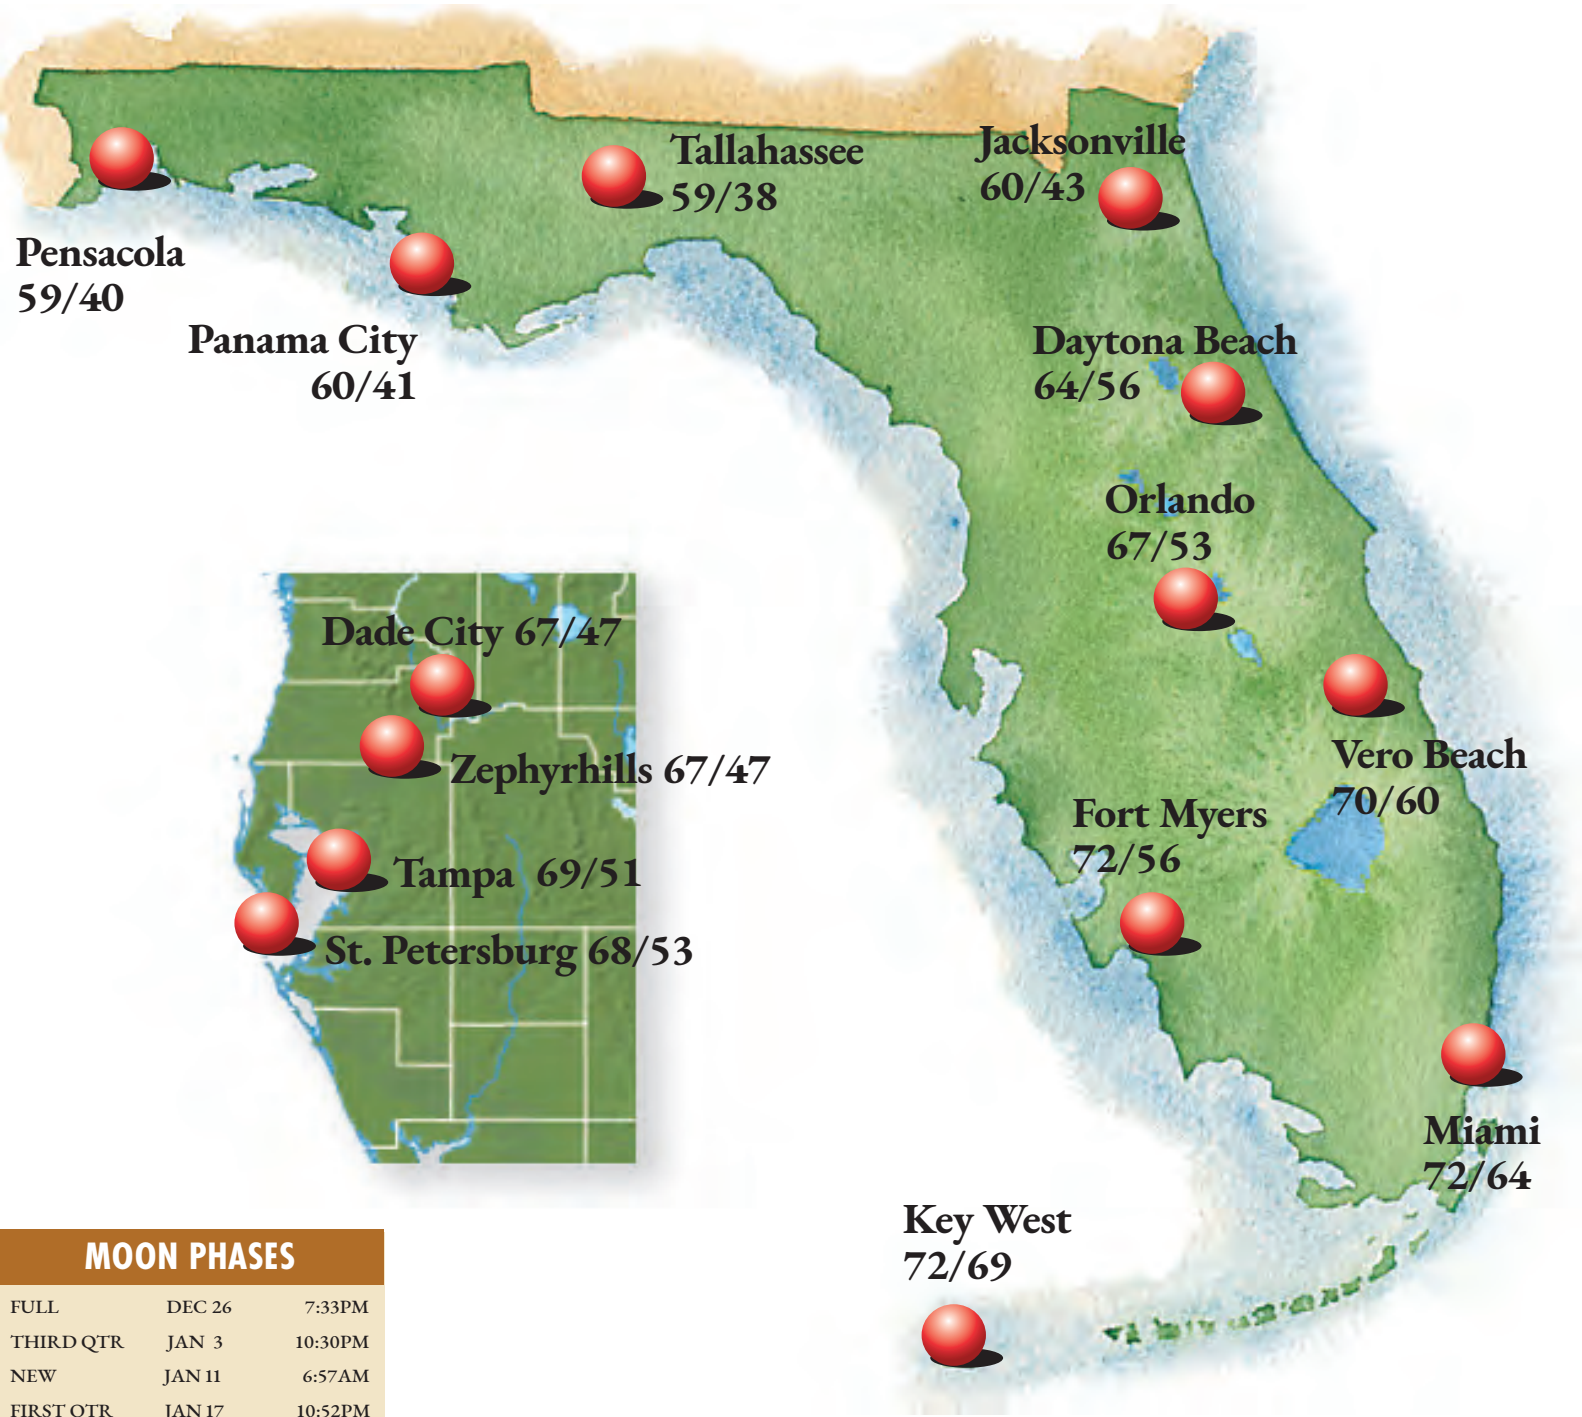 Tallahassee
59/38
Jacksonville
60/43
Pensacola
59/40
Panama City
60/41
Daytona Beach
64/56
Orlando
67/53
Dade City 67/47
Zephyrhills 67/47
Tampa 69/51
St. Petersburg 68/53
Vero Beach
70/60
Fort Myers
72/56
Miami
72/64
Key West
72/69
MOON PHASES
FULL DEC 26 7:33PM
THIRD QTR JAN 3 10:30PM
NEW JAN 11 6:57AM
FIRST QTR JAN 17 10:52PM